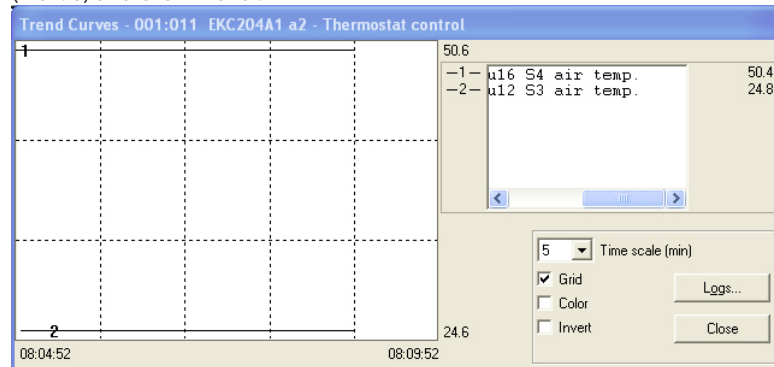 Trend Curves - 001:011 EKC204A1 a2 - Thermostat control
1
50.6
—1— u16 S4 air temp. 50.4
—2— u12 S3 air temp. 24.8
5 Time scale (min)
Grid
Logs...
Color
Invert
Close
2
24.6
08:04:52
08:09:52